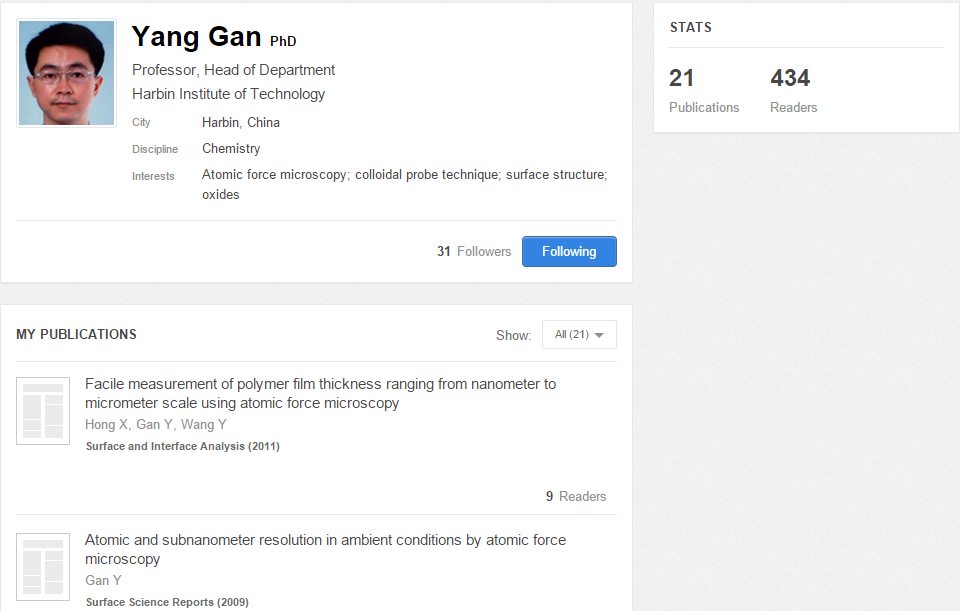 Yang Gan PhD
Professor, Head of Department
Harbin Institute of Technology
City Harbin, China
Discipline Chemistry
Interests Atomic force microscopy; colloidal probe technique; surface structure;
oxides
31 Followers Following
STATS
21 434
Publications Readers
MY PUBLICATIONS Show: All (21)
Facile measurement of polymer film thickness ranging from nanometer to
micrometer scale using atomic force microscopy
Hong X, Gan Y, Wang Y
Surface and Interface Analysis (2011)
9 Readers
Atomic and subnanometer resolution in ambient conditions by atomic force
microscopy
Gan Y
Surface Science Reports (2009)